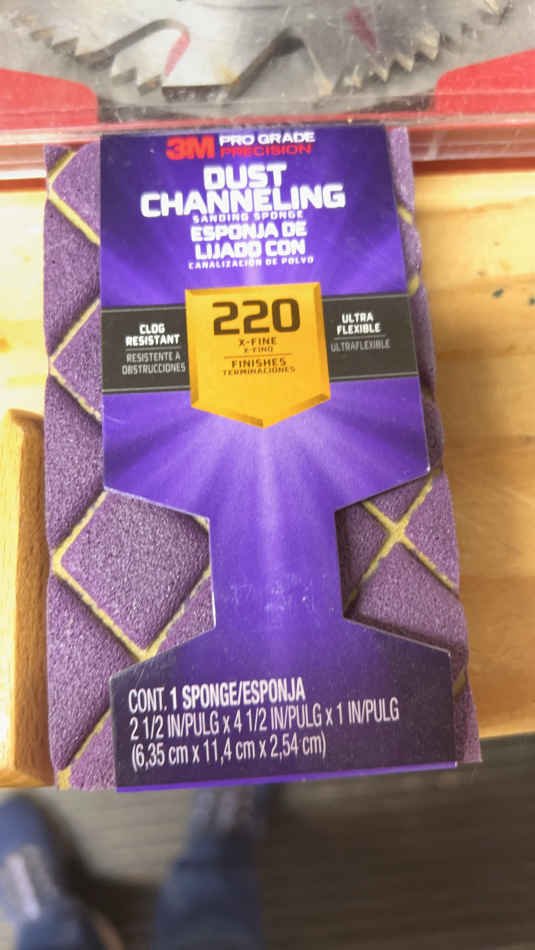 3M PRO GRADE
PRECISION
DUST
CHANNELING
SANDING SPONGE
ESPONJA DE
LIJADO CON
CANALIZACIÓN DE POLVO
CLOG
RESISTANT
RESISTENTE A
OBSTRUCCIONES
220
X-FINE
X-FINO
FINISHES
TERMINACIONES
ULTRA
FLEXIBLE
ULTRAFLEXIBLE
CONT. 1 SPONGE/ESPONJA
2 1/2 IN/PULG x 4 1/2 IN/PULG x 1 IN/PULG
(6,35 cm x 11,4 cm x 2,54 cm)